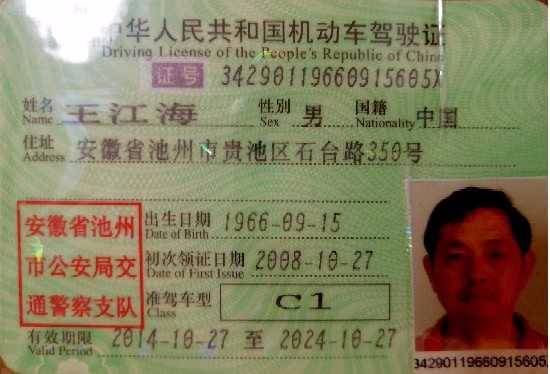 中华人民共和国机动车驾驶证
Driving License of the People's Republic of China
证号 34290119660915605X
姓名 王江海 性别 男 国籍 中国
Name Sex Nationality
住址 安徽省池州市贵池区石台路350号
Address
安徽省池州
市公安局交
通警察支队
出生日期 1966-09-15
Date of Birth
初次领证日期 2008-10-27
Date of First Issue
准驾车型 C1
Class
有效期限 2014-10-27 至 2024-10-27
Valid Period
34290119660915605X